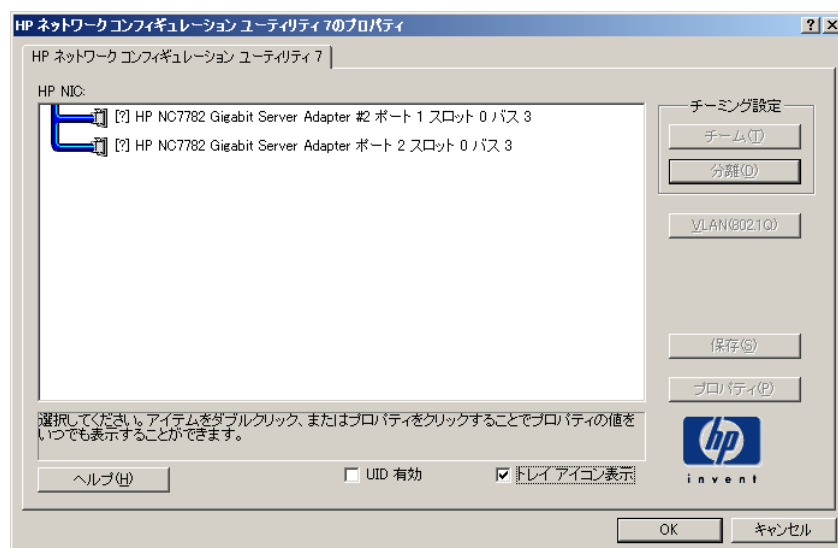 HP ネットワーク コンフィギュレーション ユーティリティ 7のプロパティ
HP ネットワーク コンフィギュレーション ユーティリティ 7
HP NIC:
[?] HP NC7782 Gigabit Server Adapter #2 ポート 1 スロット 0 バス 3
[?] HP NC7782 Gigabit Server Adapter ポート 2 スロット 0 バス 3
チーミング設定
チーム(T)
分離(D)
VLAN(802.1Q)
保存(S)
プロパティ(P)
選択してください。アイテムをダブルクリック、またはプロパティをクリックすることでプロパティの値を
いつでも表示することができます。
ヘルプ(H)
UID 有効
トレイ アイコン表示
hp
invent
OK
キャンセル